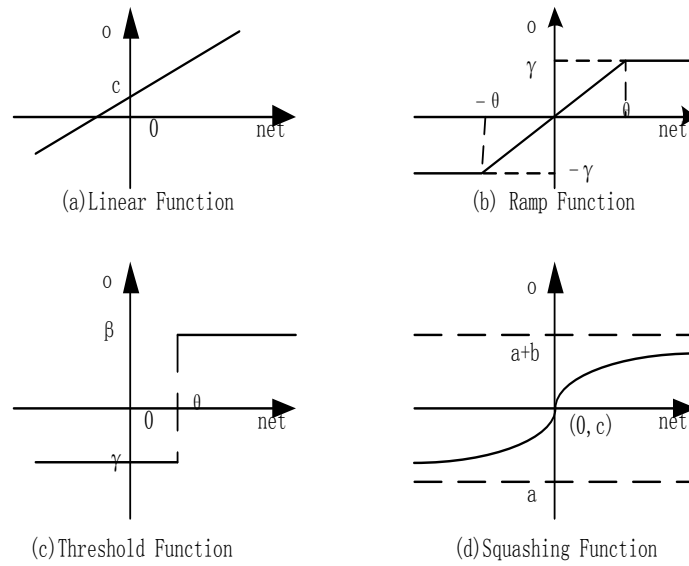 o
c
0
net
(a)Linear Function
o
γ
-θ
θ
net
-γ
(b) Ramp Function
o
β
0
θ
net
γ
(c)Threshold Function
o
a+b
net
(0,c)
a
(d)Squashing Function